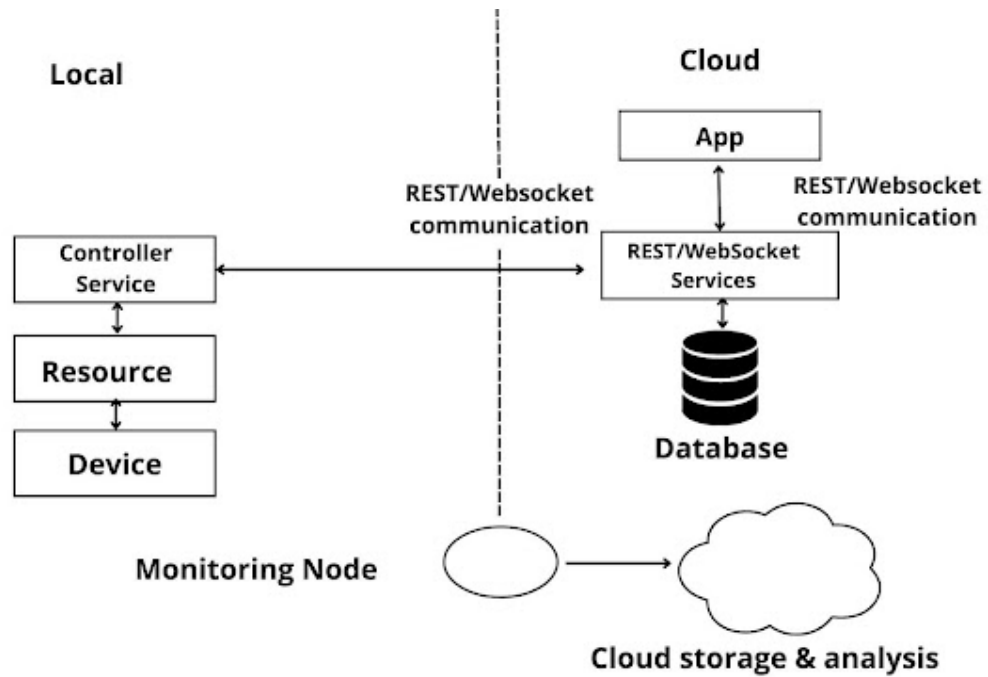 Local
Cloud
App
REST/Websocket
communication
REST/Websocket
communication
Controller
Service
REST/WebSocket
Services
Resource
Device
Database
Monitoring Node
Cloud storage & analysis